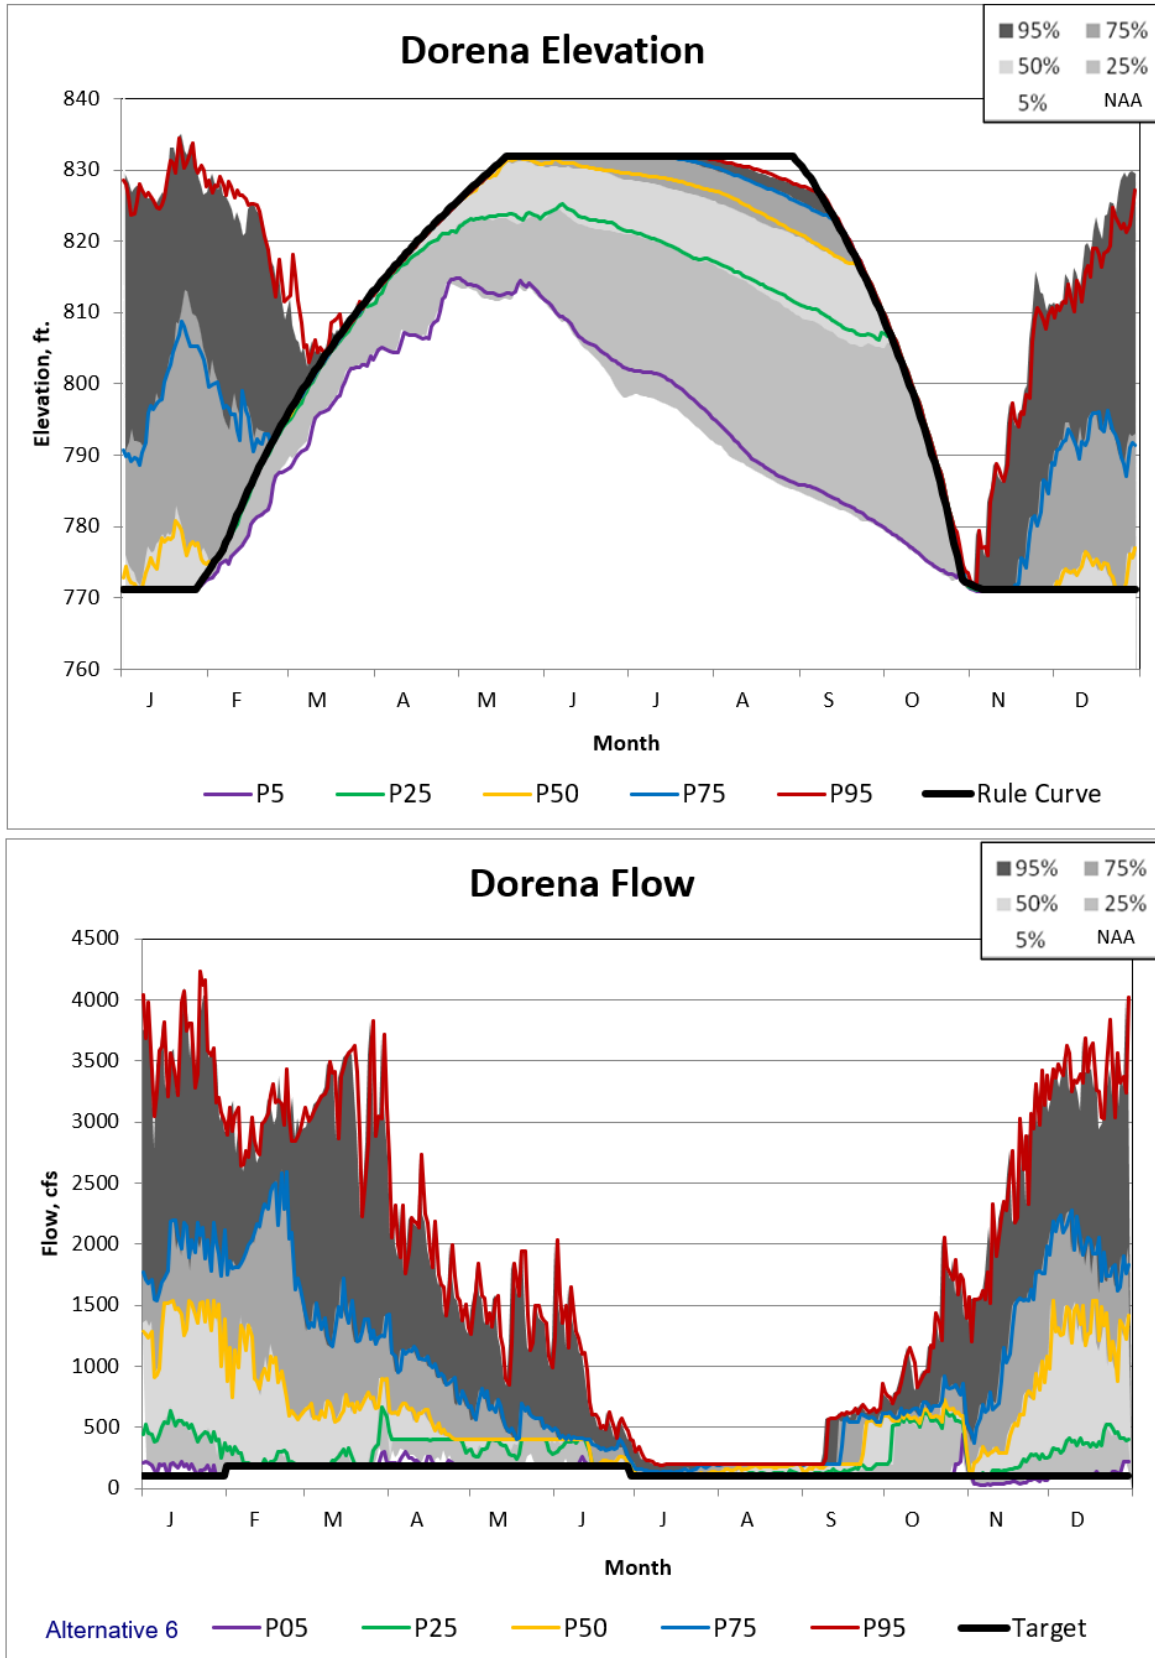 Dorena Elevation
95% 75%
50% 25%
5% NAA
840
830
820
810
800
790
780
770
760
Elevation, ft.
J F M A M J J A S O N D
Month
P5 P25 P50 P75 P95 Rule Curve
Dorena Flow
95% 75%
50% 25%
5% NAA
4500
4000
3500
3000
2500
2000
1500
1000
500
0
Flow, cfs
J F M A M J J A S O N D
Month
Alternative 6 P05 P25 P50 P75 P95 Target